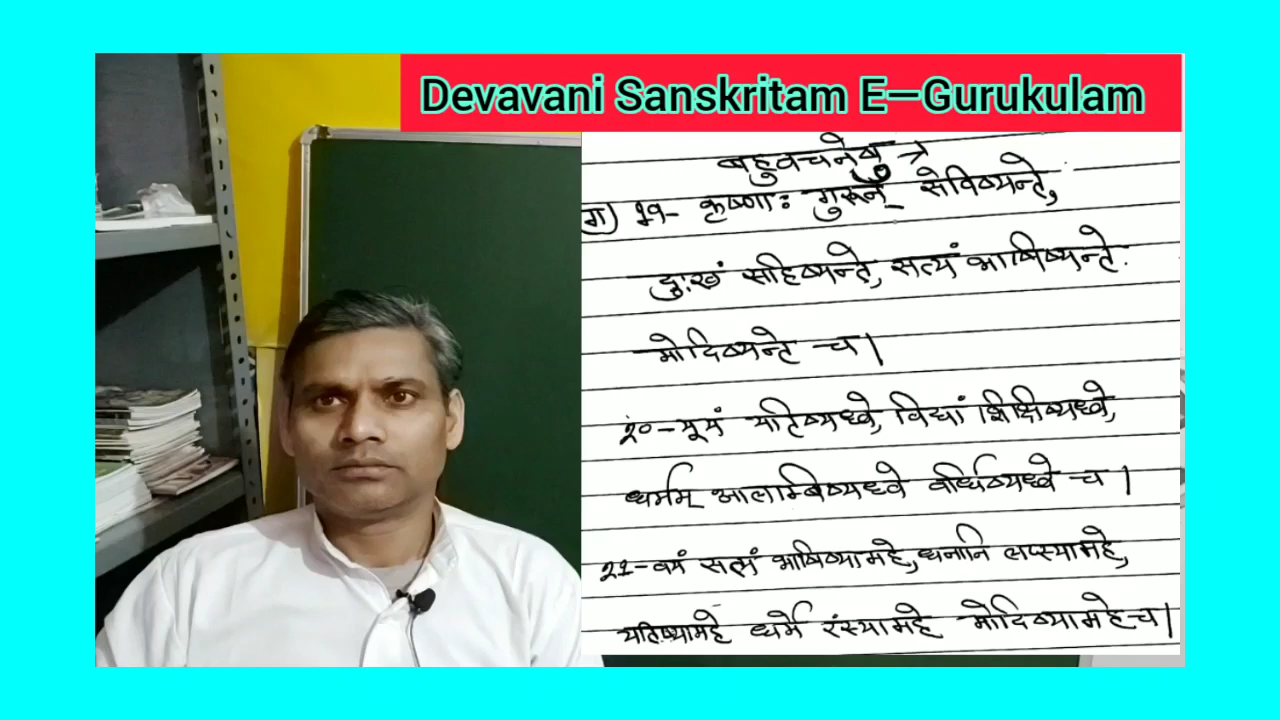 Devavani Sanskritam E—Gurukulam
बहुवचनेषु →
(ग) १९- कृष्णाः गुरून् सेविष्यन्ते,
दुःखं सहिष्यन्ते, सत्यं भाषिष्यन्ते
मोदिष्यन्ते च।
२०-यूयं यतिष्यध्वे, विद्यां शिक्षिष्यध्वे,
धर्मम् आलम्बिष्यध्वे वर्धिष्यध्वे च।
२१-वयं सत्यं भाषिष्यामहे, धनानि लप्स्यामहे,
यतिष्यामहे धर्मे रंस्यामहे मोदिष्यामहे च।